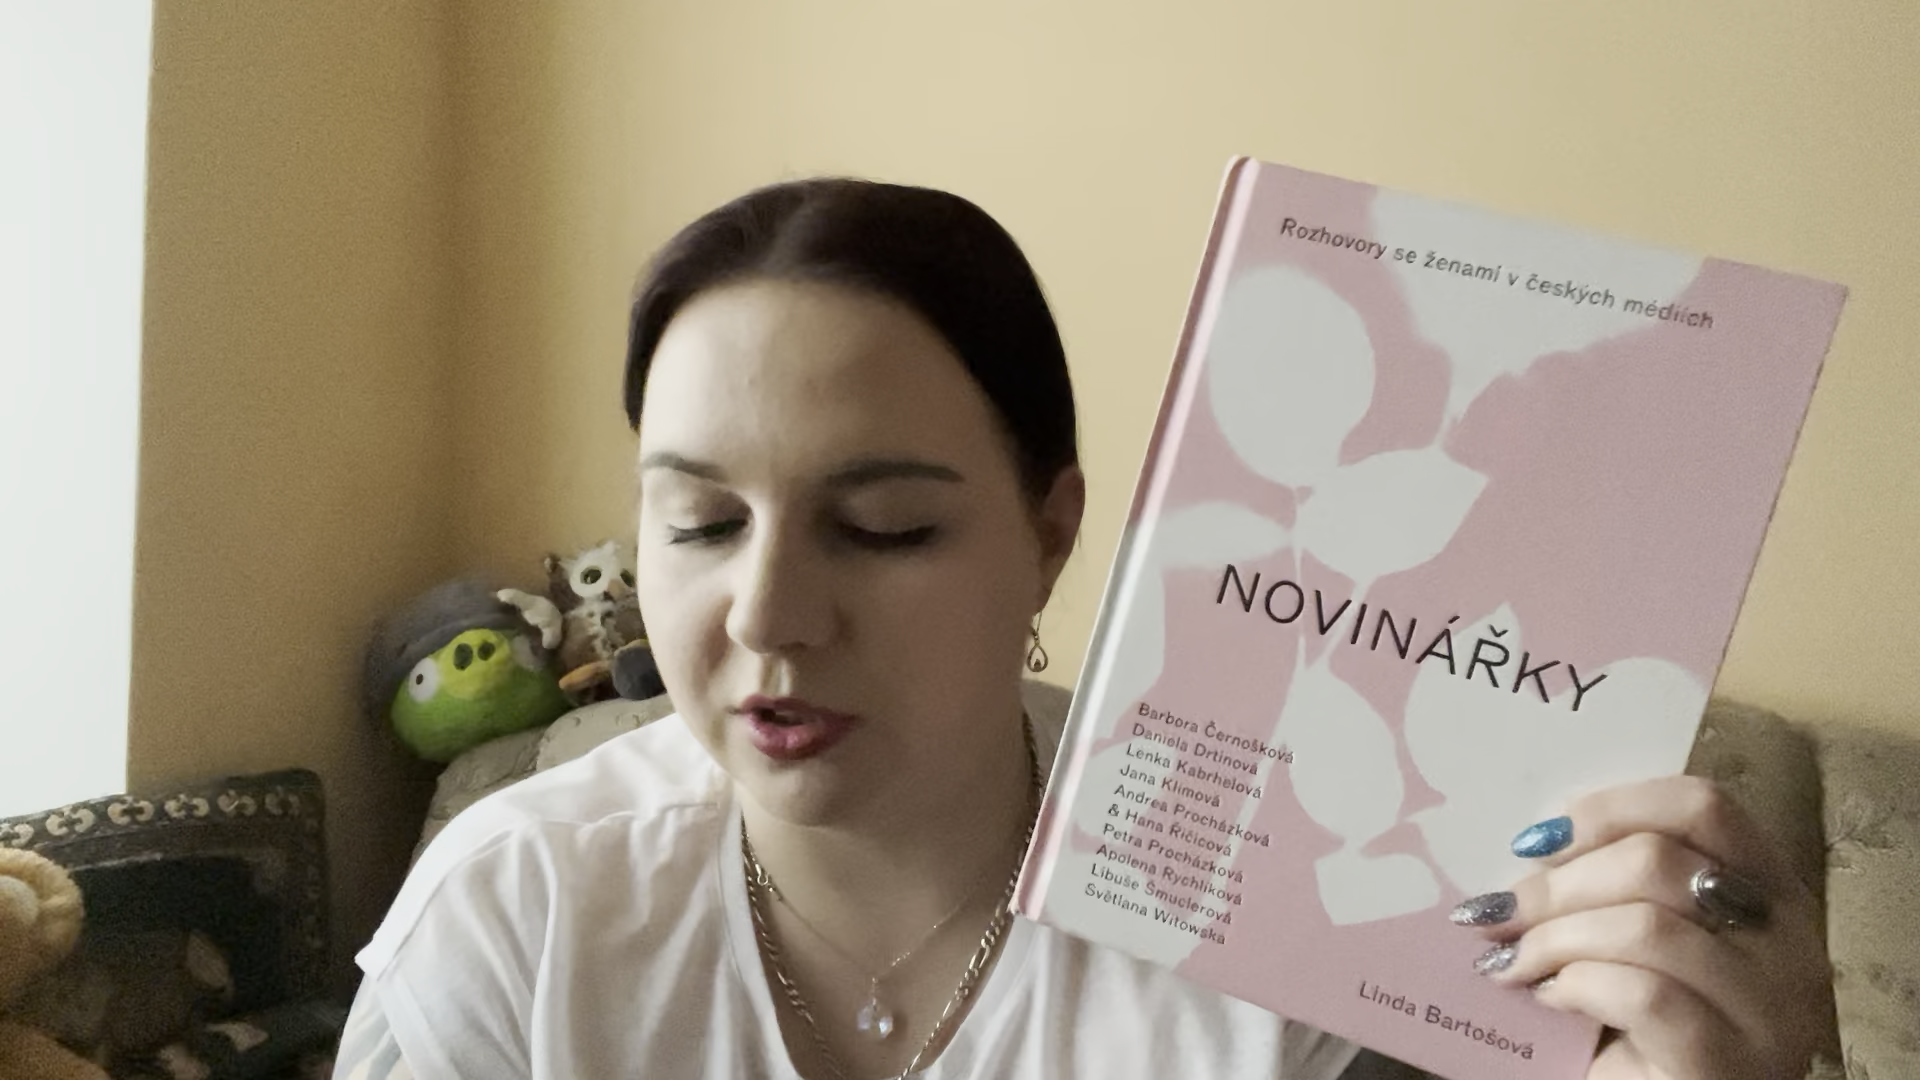 Rozhovory se ženami v českých médiích
NOVINÁŘKY
Barbora Černošková
Daniela Drtinová
Lenka Kabrhelová
Jana Klímová
Andrea Procházková
& Hana Řičicová
Petra Procházková
Apolena Rychlíková
Libuše Šmuclerová
Světlana Witowská
Linda Bartošová